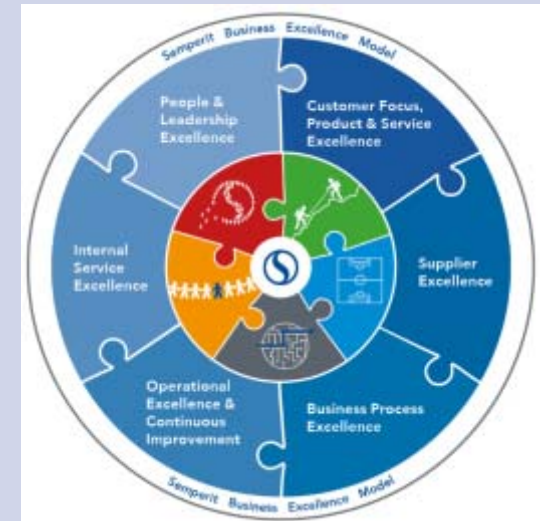 Semperit Business Excellence Model
People &
Leadership
Excellence
Customer Focus,
Product & Service
Excellence
Internal
Service
Excellence
Supplier
Excellence
Operational
Excellence &
Continuous
Improvement
Business Process
Excellence
Semperit Business Excellence Model